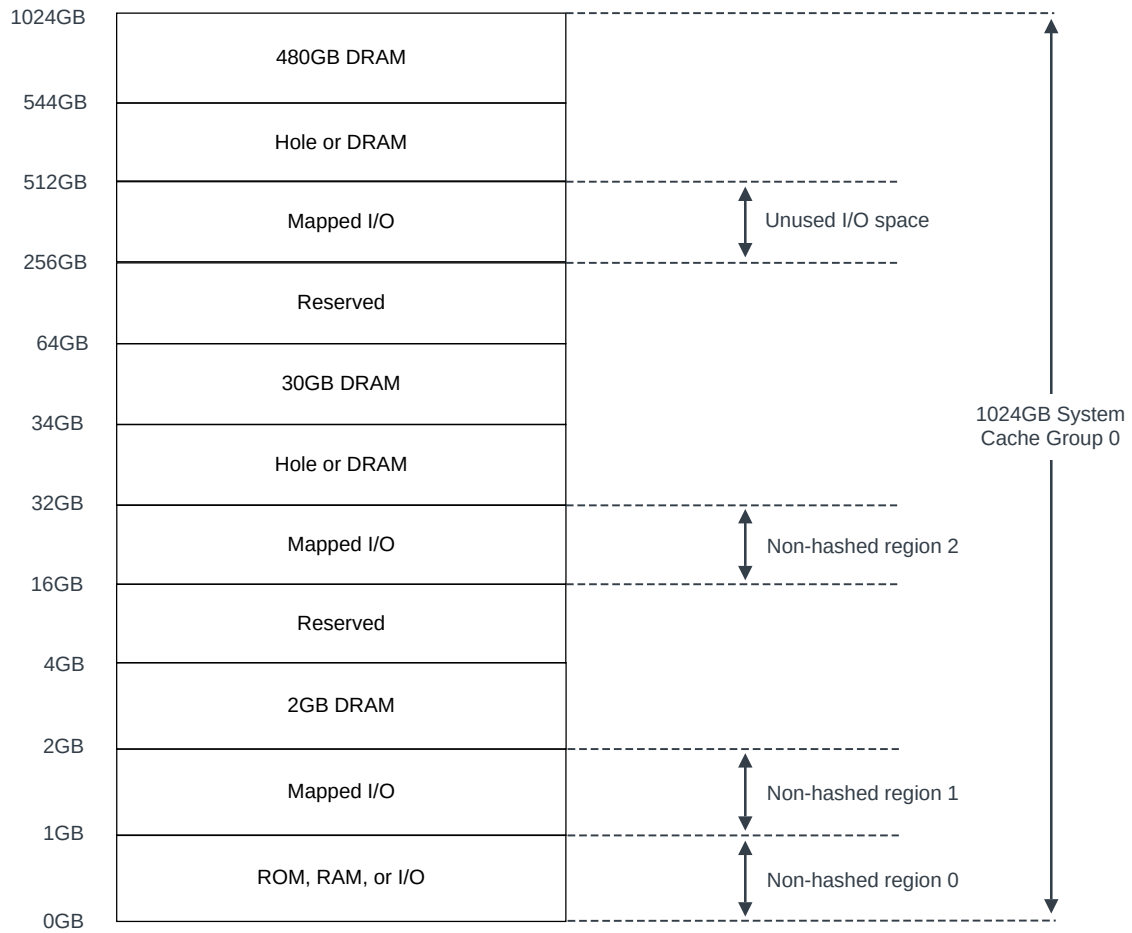 1024GB
480GB DRAM
544GB
Hole or DRAM
512GB
Mapped I/O
Unused I/O space
256GB
Reserved
64GB
30GB DRAM
34GB
1024GB System
Cache Group 0
Hole or DRAM
32GB
Mapped I/O
Non-hashed region 2
16GB
Reserved
4GB
2GB DRAM
2GB
Mapped I/O
Non-hashed region 1
1GB
ROM, RAM, or I/O
Non-hashed region 0
0GB